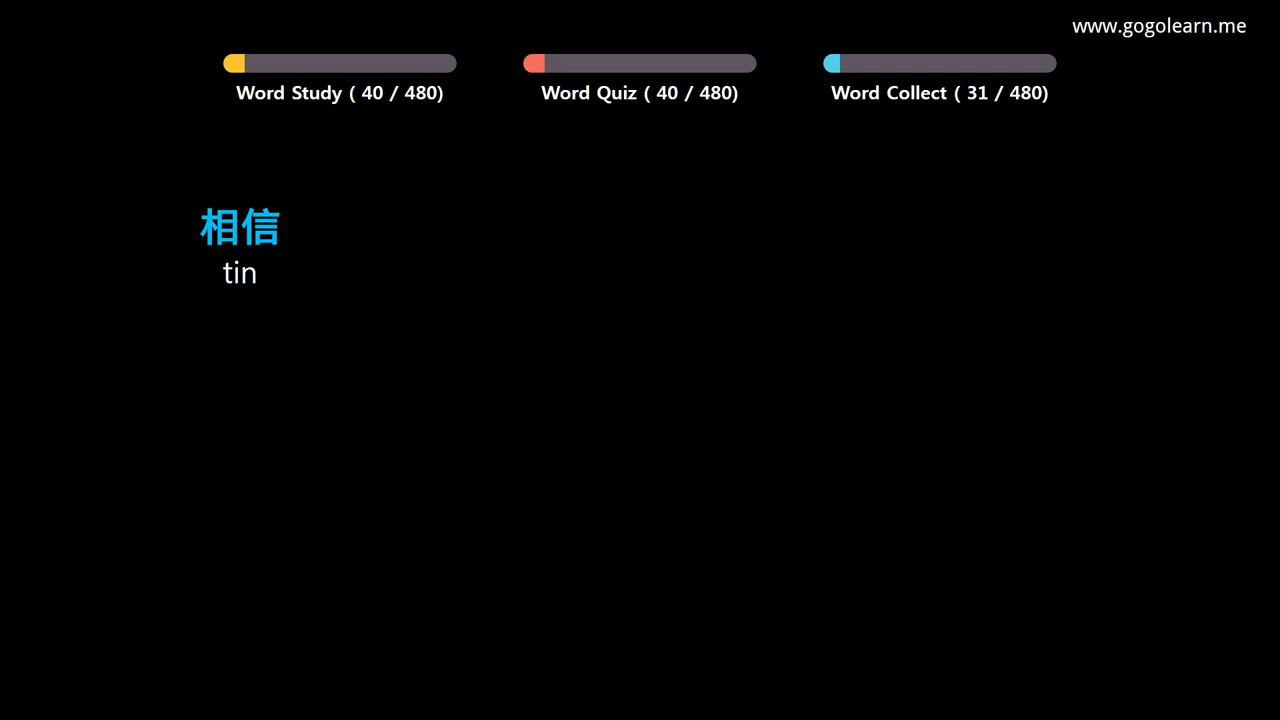 www.gogolearn.me
Word Study ( 40 / 480)
Word Quiz ( 40 / 480)
Word Collect ( 31 / 480)
相信
tin